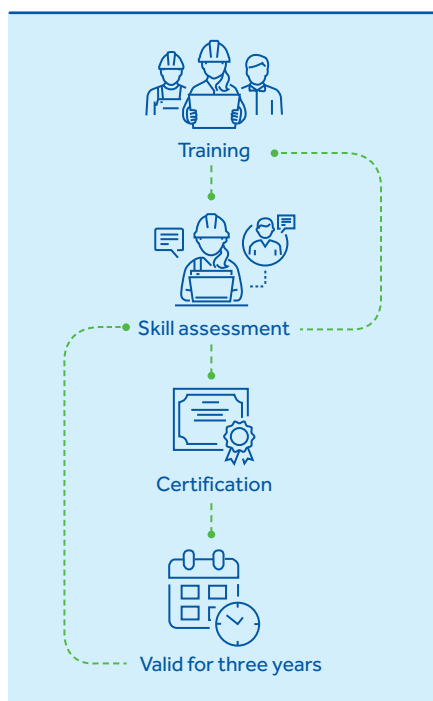 Training
Skill assessment
Certification
Valid for three years